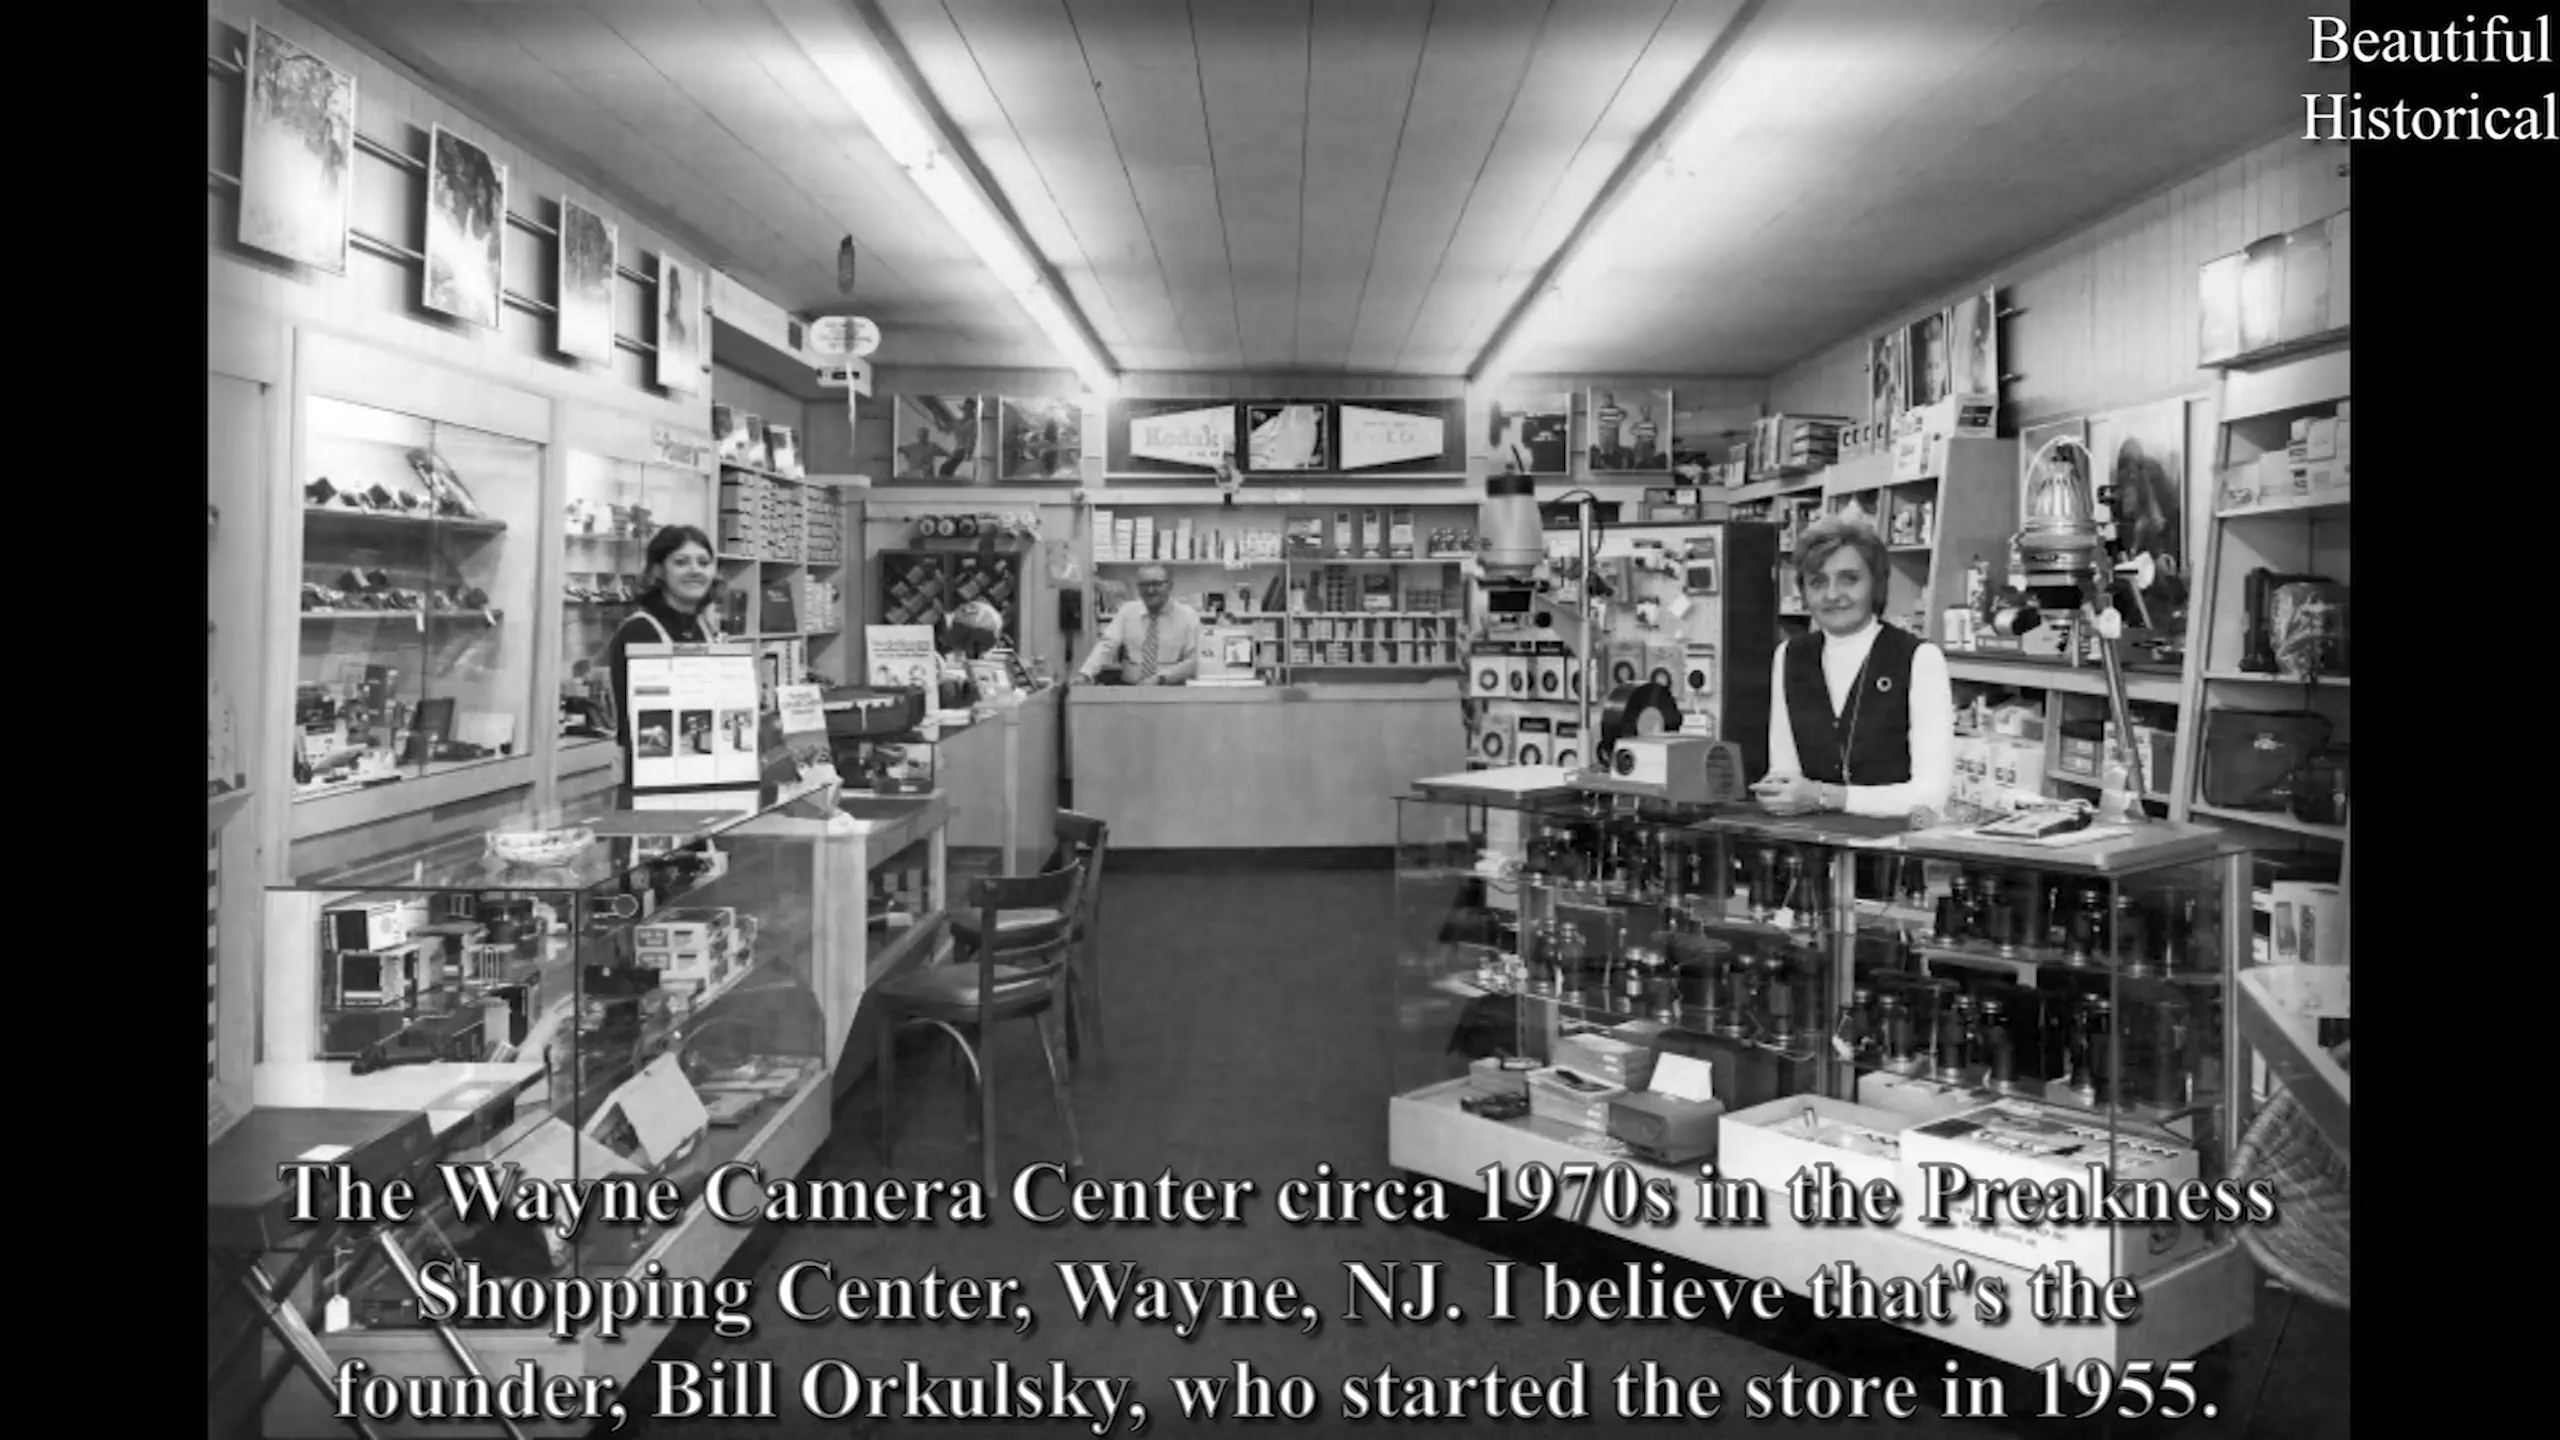 Beautiful
Historical
Kodak
The Wayne Camera Center circa 1970s in the Preakness
Shopping Center, Wayne, NJ. I believe that's the
founder, Bill Orkulsky, who started the store in 1955.